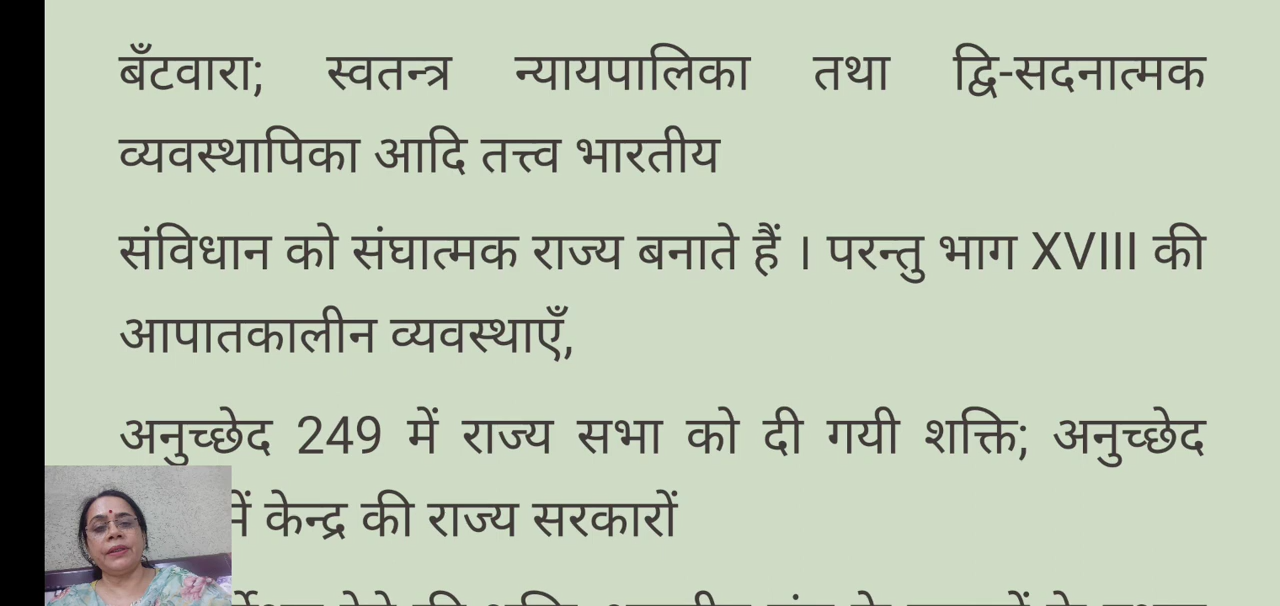 बँटवारा; स्वतन्त्र न्यायपालिका तथा द्वि-सदनात्मक
व्यवस्थापिका आदि तत्त्व भारतीय
संविधान को संघात्मक राज्य बनाते हैं । परन्तु भाग XVIII की
आपातकालीन व्यवस्थाएँ,
अनुच्छेद 249 में राज्य सभा को दी गयी शक्ति; अनुच्छेद
में केन्द्र की राज्य सरकारों